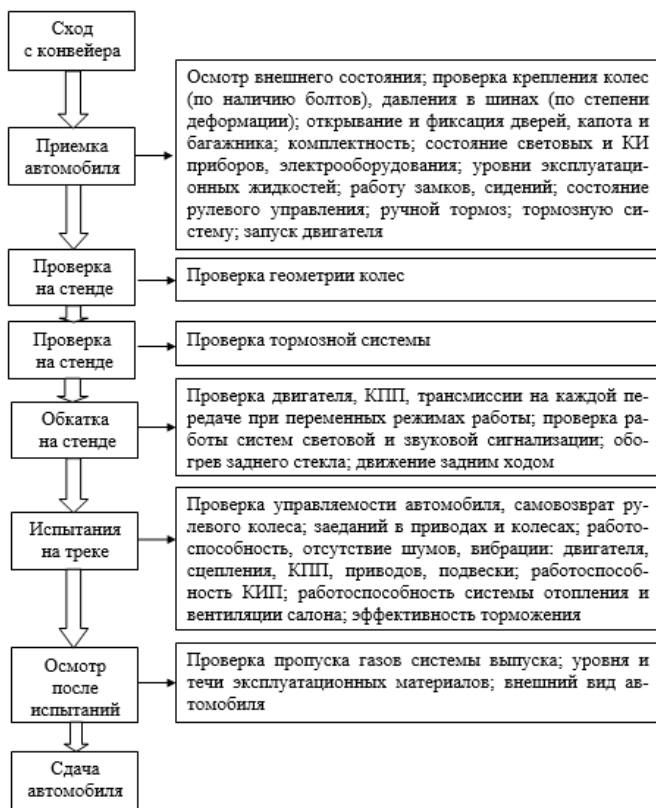 Сход
с конвейера
Приемка
автомобиля
Осмотр внешнего состояния; проверка крепления колес
(по наличию болтов), давления в шинах (по степени
деформации); открывание и фиксация дверей, капота и
багажника; комплектность; состояние световых и КИ
приборов, электрооборудования; уровни эксплуатаци-
онных жидкостей; работу замков, сидений; состояние
рулевого управления; ручной тормоз; тормозную си-
стему; запуск двигателя
Проверка
на стенде
Проверка геометрии колес
Проверка
на стенде
Проверка тормозной системы
Обкатка
на стенде
Проверка двигателя, КПП, трансмиссии на каждой пе-
редаче при переменных режимах работы; проверка ра-
боты систем световой и звуковой сигнализации; обо-
грев заднего стекла; движение задним ходом
Испытания
на треке
Проверка управляемости автомобиля, самовозврат ру-
левого колеса; заеданий в приводах и колесах; работо-
способность, отсутствие шумов, вибрации: двигателя,
сцепления, КПП, приводов, подвески; работоспособ-
ность КИП; работоспособность системы отопления и
вентиляции салона; эффективность торможения
Осмотр
после
испытаний
Проверка пропуска газов системы выпуска; уровня и
течи эксплуатационных материалов; внешний вид ав-
томобиля
Сдача
автомобиля